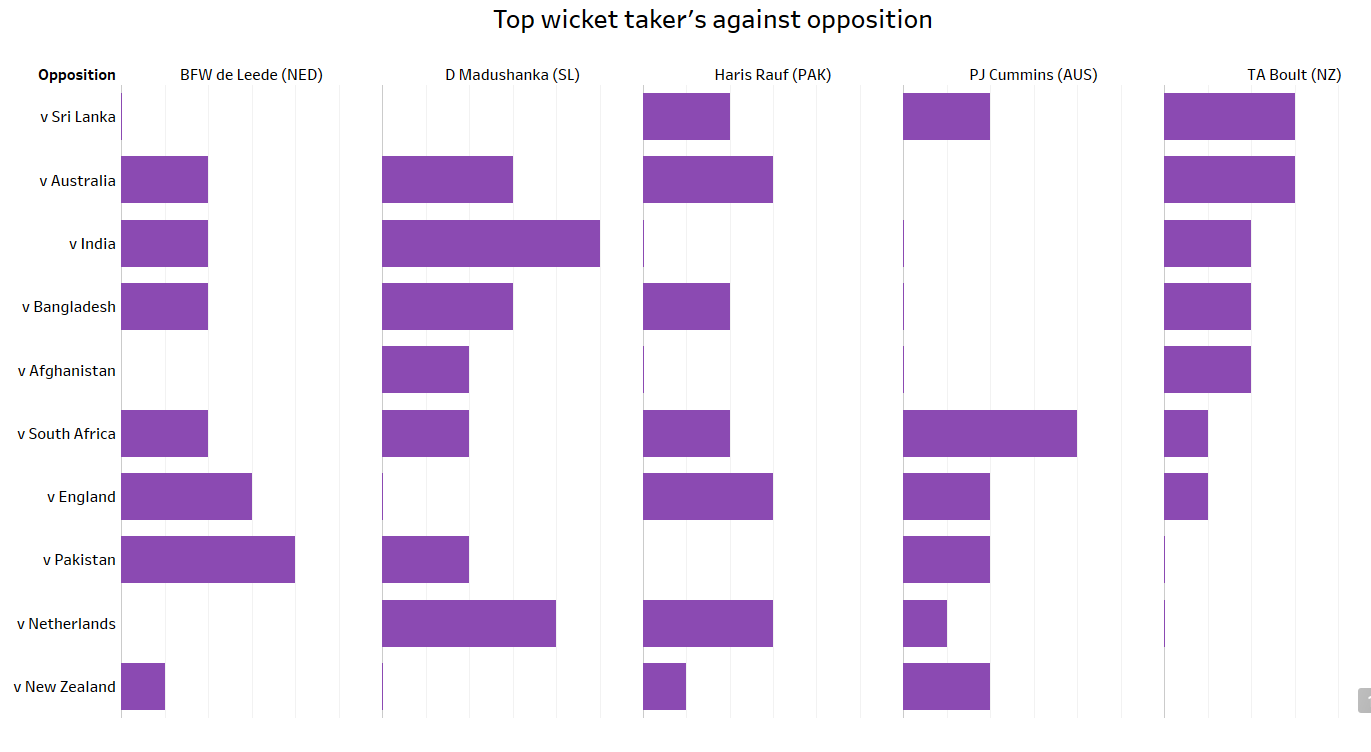 Top wicket taker’s against opposition
Opposition BFW de Leede (NED) D Madushanka (SL) Haris Rauf (PAK) PJ Cummins (AUS) TA Boult (NZ)
v Sri Lanka
v Australia
v India
v Bangladesh
v Afghanistan
v South Africa
v England
v Pakistan
v Netherlands
v New Zealand